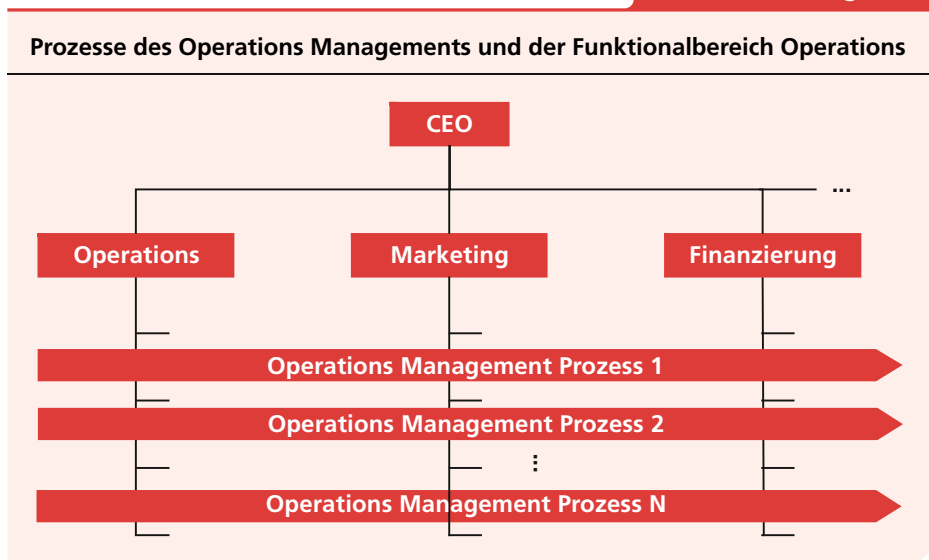 Prozesse des Operations Managements und der Funktionalbereich Operations
CEO
...
Operations
Marketing
Finanzierung
Operations Management Prozess 1
Operations Management Prozess 2
...
Operations Management Prozess N